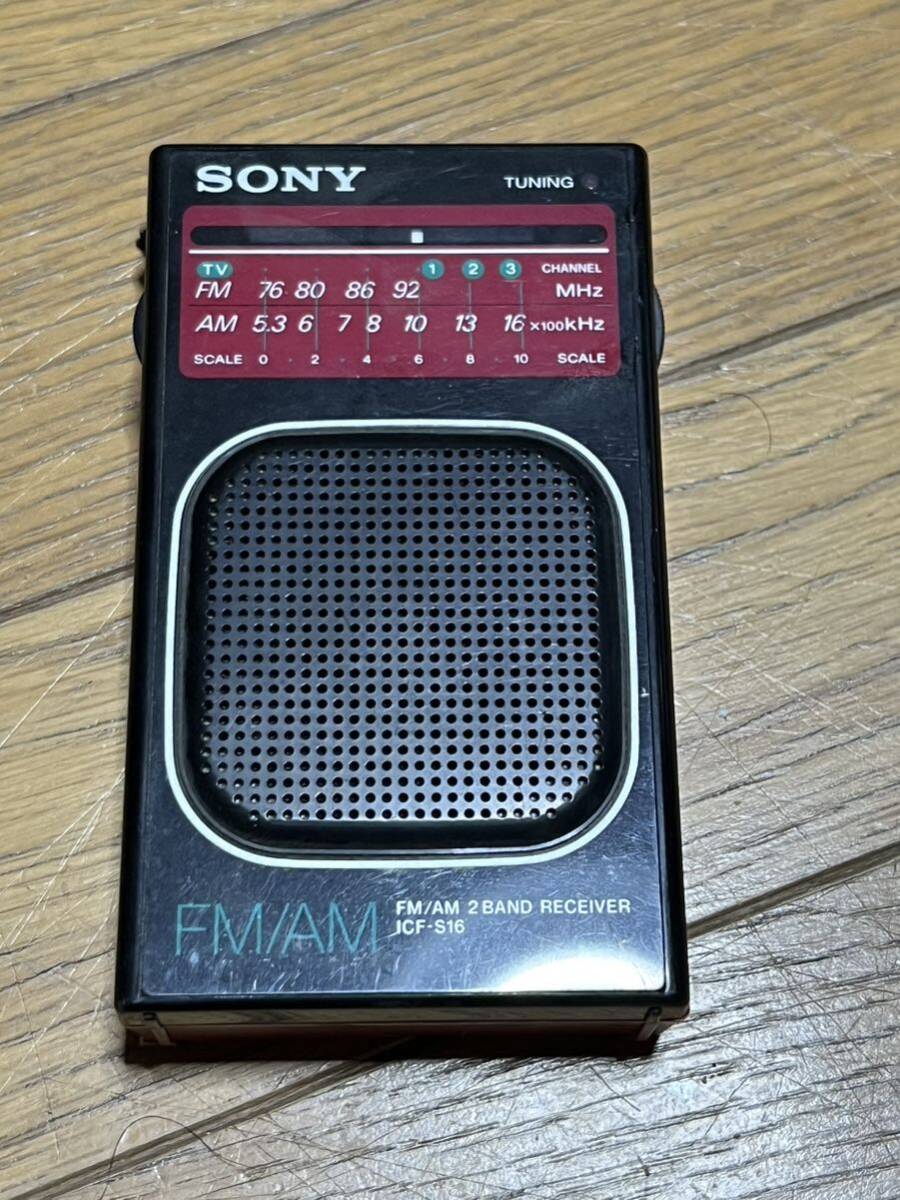 SONY
TUNING
TV 1 2 3 CHANNEL
FM 76 80 86 92 MHz
AM 5.3 6 7 8 10 13 16 ×100kHz
SCALE 0 · 2 · 4 · 6 · 8 · 10 SCALE
FM/AM
FM/AM 2 BAND RECEIVER
ICF-S16